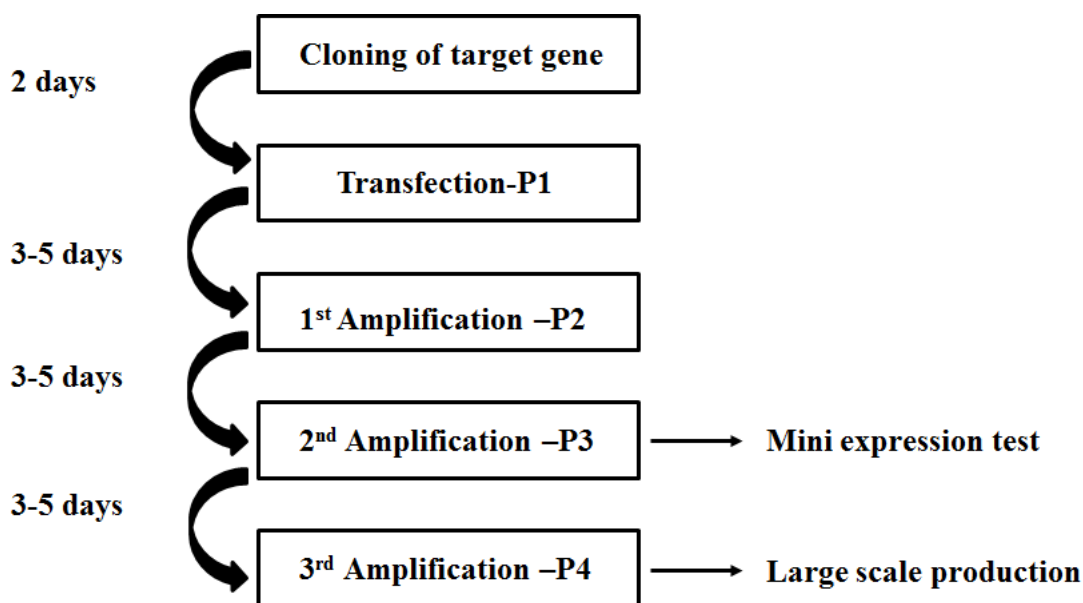 Cloning of target gene
2 days
Transfection-P1
3-5 days
1st Amplification –P2
3-5 days
2nd Amplification –P3
Mini expression test
3-5 days
3rd Amplification –P4
Large scale production